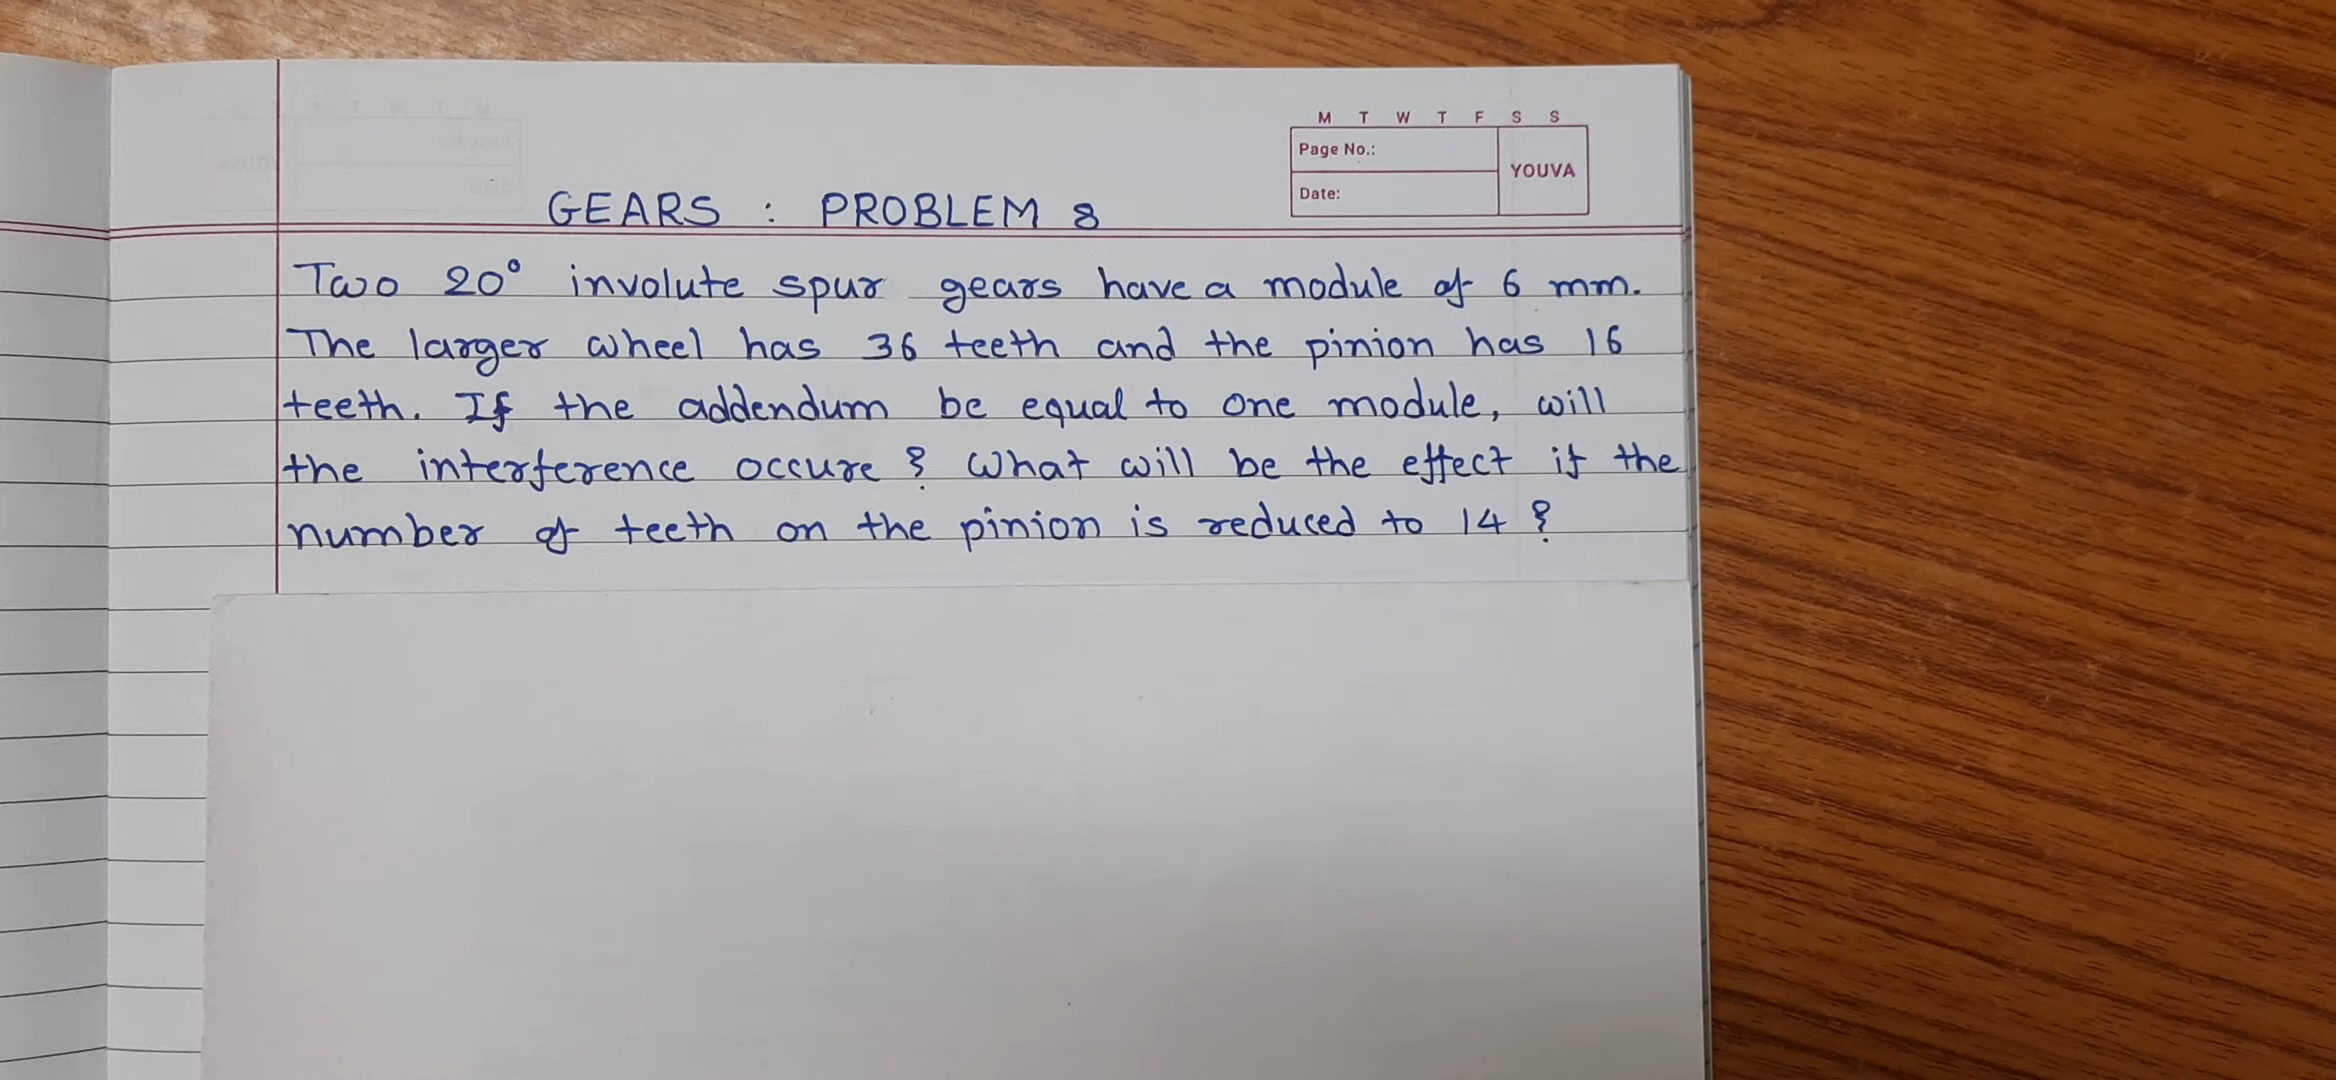 M T W T F S S
Page No.:
YOUVA
Date:
GEARS : PROBLEM 8
Two 20° involute spur gears have a module of 6 mm.
The larger wheel has 36 teeth and the pinion has 16
teeth. If the addendum be equal to one module, will
the interference occure ? What will be the effect if the
number of teeth on the pinion is reduced to 14 ?